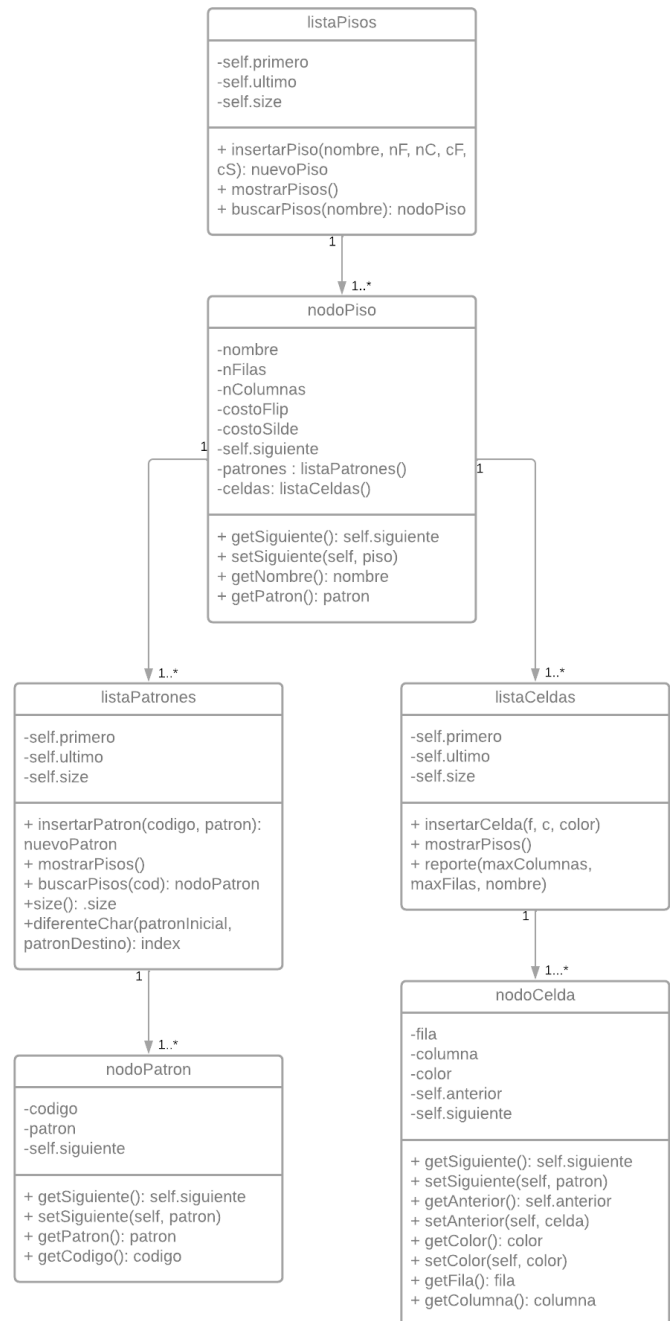 listaPisos
-self.primero
-self.ultimo
-self.size
+ insertarPiso(nombre, nF, nC, cF,
cS): nuevoPiso
+ mostrarPisos()
+ buscarPisos(nombre): nodoPiso
1
1..*
nodoPiso
-nombre
-nFilas
-nColumnas
-costoFlip
-costoSilde
-self.siguiente
-patrones : listaPatrones()
-celdas: listaCeldas()
+ getSiguiente(): self.siguiente
+ setSiguiente(self, piso)
+ getNombre(): nombre
+ getPatron(): patron
1
1
1..*
listaPatrones
-self.primero
-self.ultimo
-self.size
+ insertarPatron(codigo, patron):
nuevoPatron
+ mostrarPisos()
+ buscarPisos(cod): nodoPatron
+size(): .size
+diferenteChar(patronInicial,
patronDestino): index
1
1..*
nodoPatron
-codigo
-patron
-self.siguiente
+ getSiguiente(): self.siguiente
+ setSiguiente(self, patron)
+ getPatron(): patron
+ getCodigo(): codigo
1..*
listaCeldas
-self.primero
-self.ultimo
-self.size
+ insertarCelda(f, c, color)
+ mostrarPisos()
+ reporte(maxColumnas,
maxFilas, nombre)
1
1...*
nodoCelda
-fila
-columna
-color
-self.anterior
-self.siguiente
+ getSiguiente(): self.siguiente
+ setSiguiente(self, patron)
+ getAnterior(): self.anterior
+ setAnterior(self, celda)
+ getColor(): color
+ setColor(self, color)
+ getFila(): fila
+ getColumna(): columna